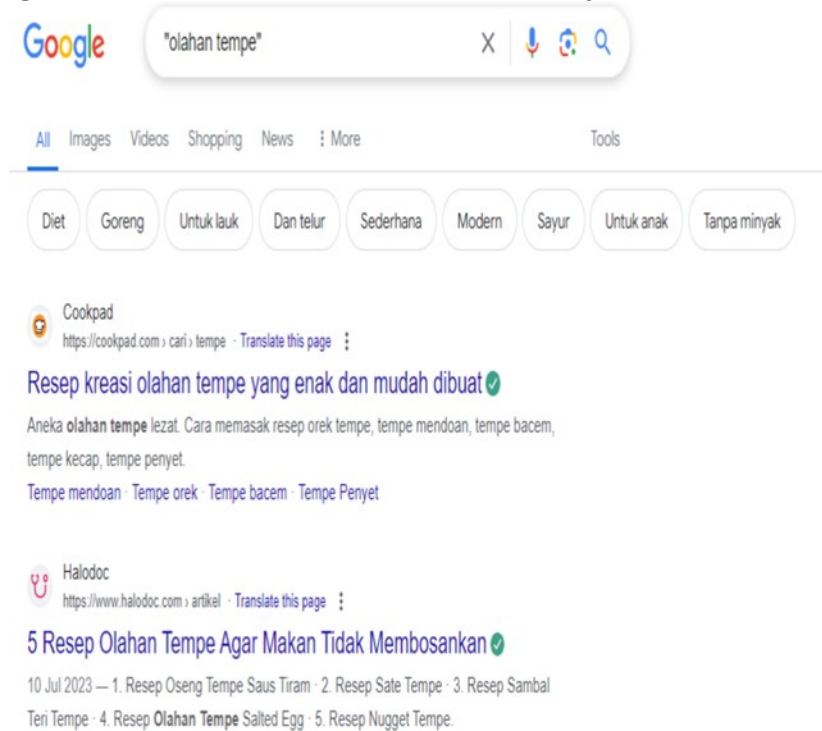 Google "olahan tempe"
All Images Videos Shopping News More Tools
Diet Goreng Untuk lauk Dan telur Sederhana Modern Sayur Untuk anak Tanpa minyak
Cookpad
https://cookpad.com › cari › tempe · Translate this page
Resep kreasi olahan tempe yang enak dan mudah dibuat
Aneka olahan tempe lezat. Cara memasak resep orek tempe, tempe mendoan, tempe bacem,
tempe kecap, tempe penyet.
Tempe mendoan · Tempe orek · Tempe bacem · Tempe Penyet
Halodoc
https://www.halodoc.com › artikel · Translate this page
5 Resep Olahan Tempe Agar Makan Tidak Membosankan
10 Jul 2023 — 1. Resep Oseng Tempe Saus Tiram · 2. Resep Sate Tempe · 3. Resep Sambal
Teri Tempe · 4. Resep Olahan Tempe Salted Egg · 5. Resep Nugget Tempe.